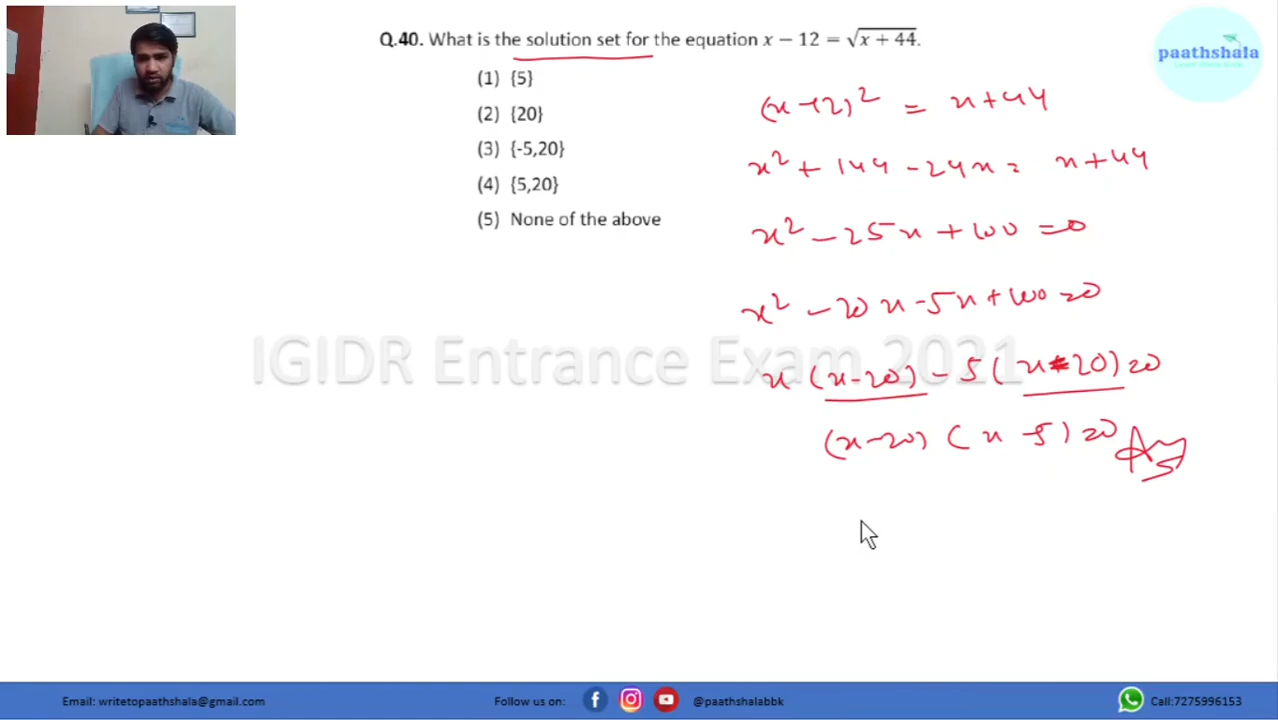 Q.40. What is the solution set for the equation x − 12 = √x + 44.
(1) {5}
(2) {20}
(3) {-5,20}
(4) {5,20}
(5) None of the above
paathshala
(x-12)² = x+44
x² + 144 - 24x = x+44
x² - 25x + 100 = 0
x² - 20x - 5x + 100 = 0
x (x-20) - 5 (x-20) = 0
(x-20) (x-5) = 0 Ans
IGIDR Entrance Exam 2021
Email: writetopaathshala@gmail.com
Follow us on:
@paathshalabbk
Call:7275996153